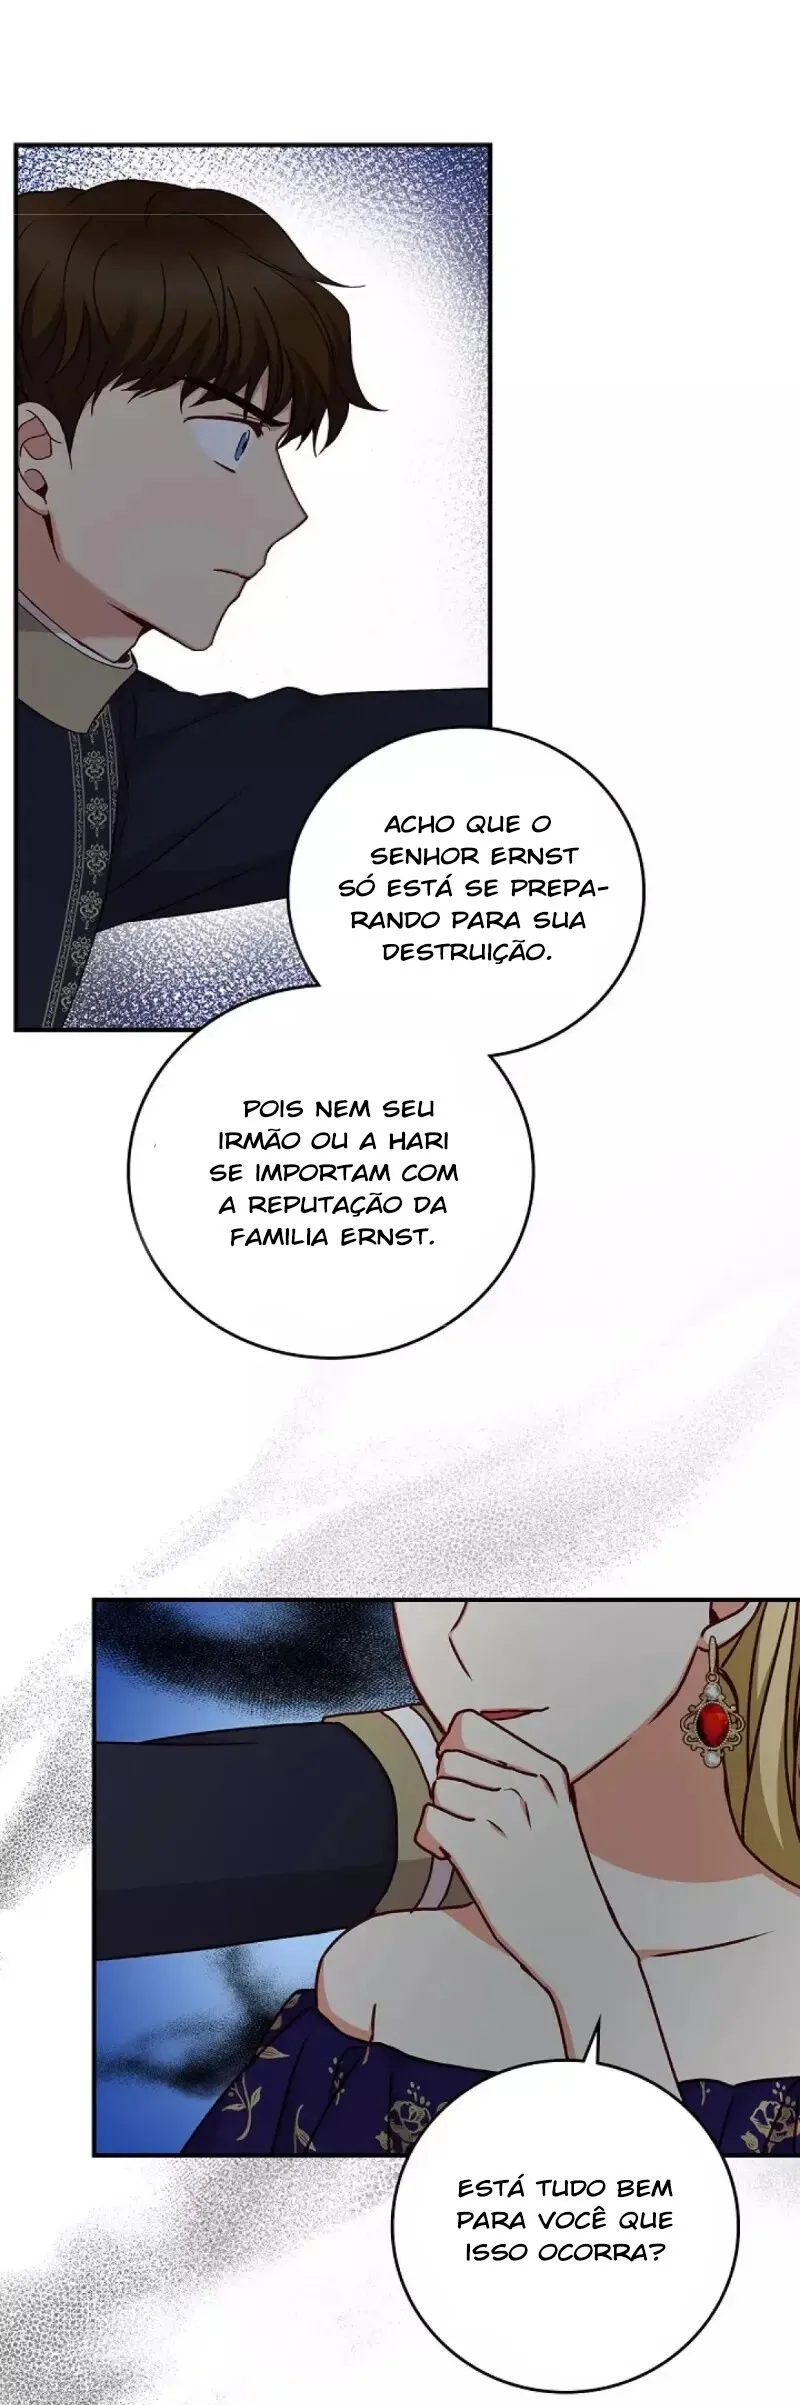 ACHO QUE O
SENHOR ERNST
SÓ ESTÁ SE PREPA-
RANDO PARA SUA
DESTRUIÇÃO.
POIS NEM SEU
IRMÃO OU A HARI
SE IMPORTAM COM
A REPUTAÇÃO DA
FAMILIA ERNST.
ESTÁ TUDO BEM
PARA VOCÊ QUE
ISSO OCORRA?